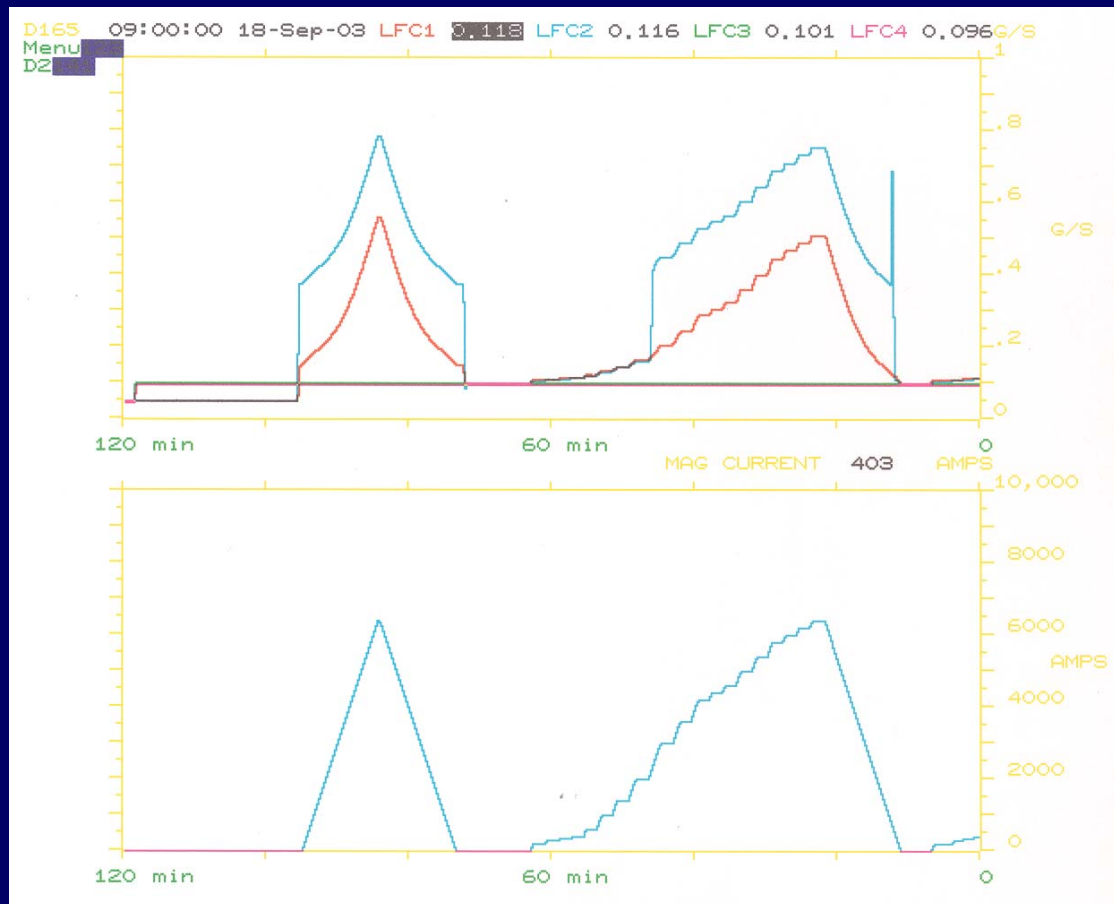 D165 09:00:00 18-Sep-03 LFC1 0.118 LFC2 0.116 LFC3 0.101 LFC4 0.096 G/S
Menu
D2
1
.8
.6
G/S
.4
.2
0
120 min 60 min 0
MAG CURRENT 403 AMPS
10,000
8000
6000
AMPS
4000
2000
0
120 min 60 min 0